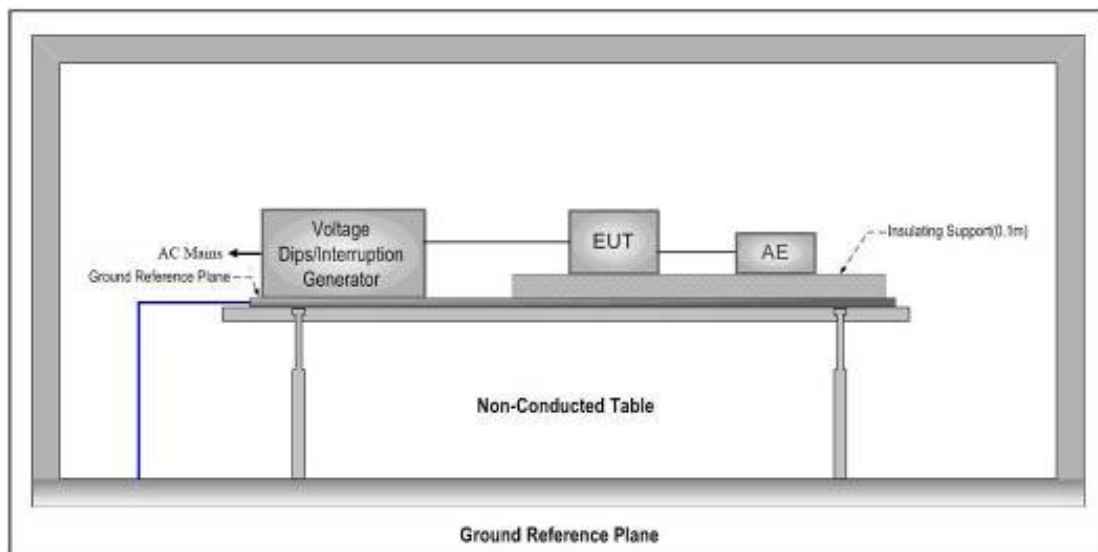 Voltage
Dips/Interruption
Generator
EUT
AE
Insulating Support(0.1m)
AC Mains
Ground Reference Plane
Non-Conducted Table
Ground Reference Plane